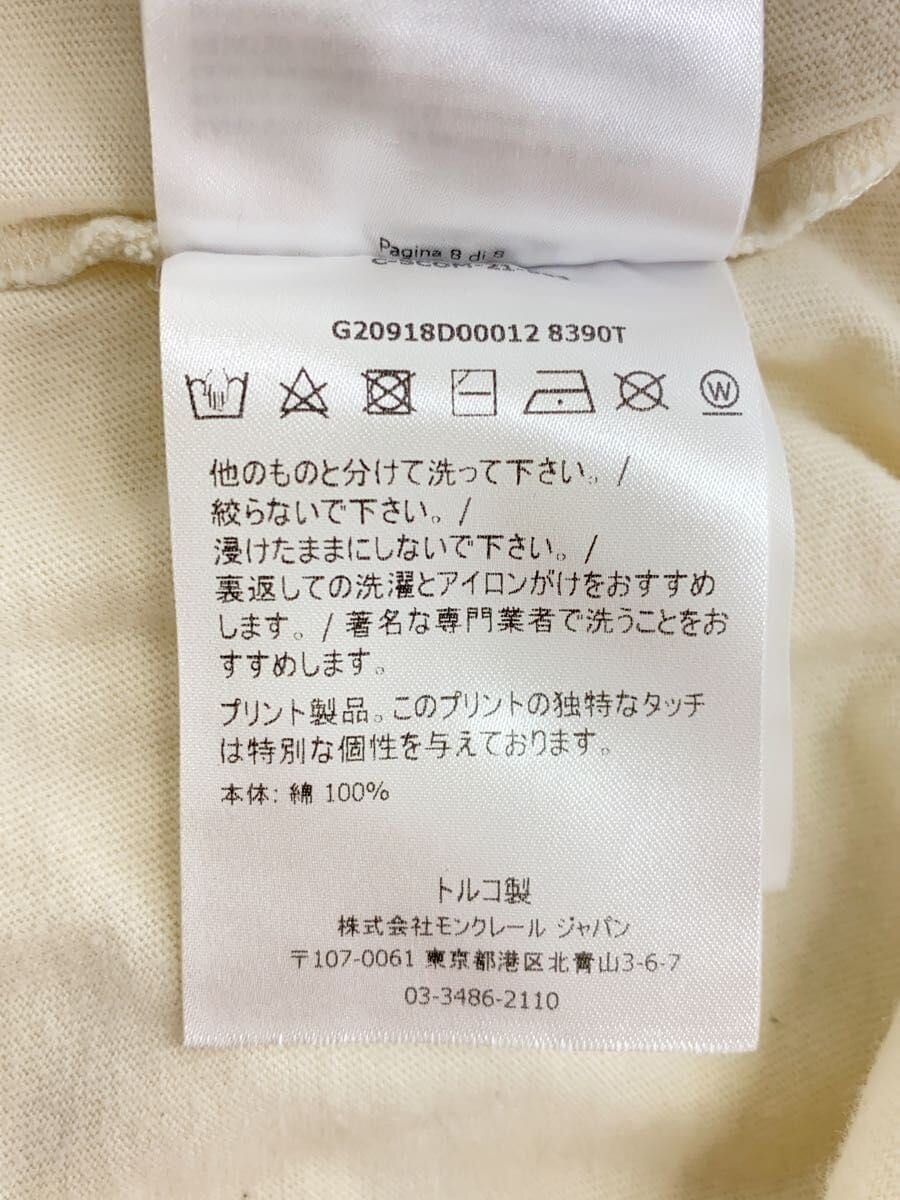 Pagina 8 di 8
G20918D00012 8390T
W
他のものと分けて洗って下さい。/
絞らないで下さい。/
浸けたままにしないで下さい。/
裏返しての洗濯とアイロンがけをおすすめ
します。/ 著名な専門業者で洗うことをお
すすめします。
プリント製品。このプリントの独特なタッチ
は特別な個性を与えております。
本体: 綿 100%
トルコ製
株式会社モンクレール ジャパン
〒107-0061 東京都港区北青山3-6-7
03-3486-2110